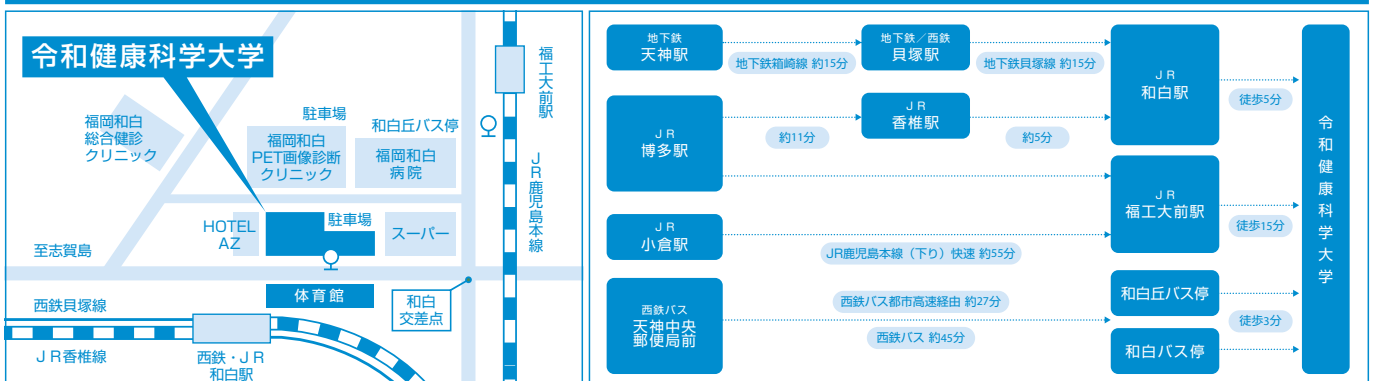 令和健康科学大学
福岡和白
総合健診
クリニック
駐車場
福岡和白
PET画像診断
クリニック
和白丘バス停
福岡和白
病院
福工大前駅
JR鹿児島本線
HOTEL
AZ
駐車場
スーパー
至志賀島
体育館
和白
交差点
西鉄貝塚線
JR香椎線
西鉄・JR
和白駅
地下鉄
天神駅
地下鉄箱崎線 約15分
地下鉄／西鉄
貝塚駅
地下鉄貝塚線 約15分
JR
和白駅
徒歩5分
JR
博多駅
約11分
JR
香椎駅
約5分
JR
福工大前駅
徒歩15分
JR
小倉駅
JR鹿児島本線（下り）快速 約55分
西鉄バス
天神中央
郵便局前
西鉄バス都市高速経由 約27分
西鉄バス 約45分
和白丘バス停
和白バス停
徒歩3分
令和健康科学大学